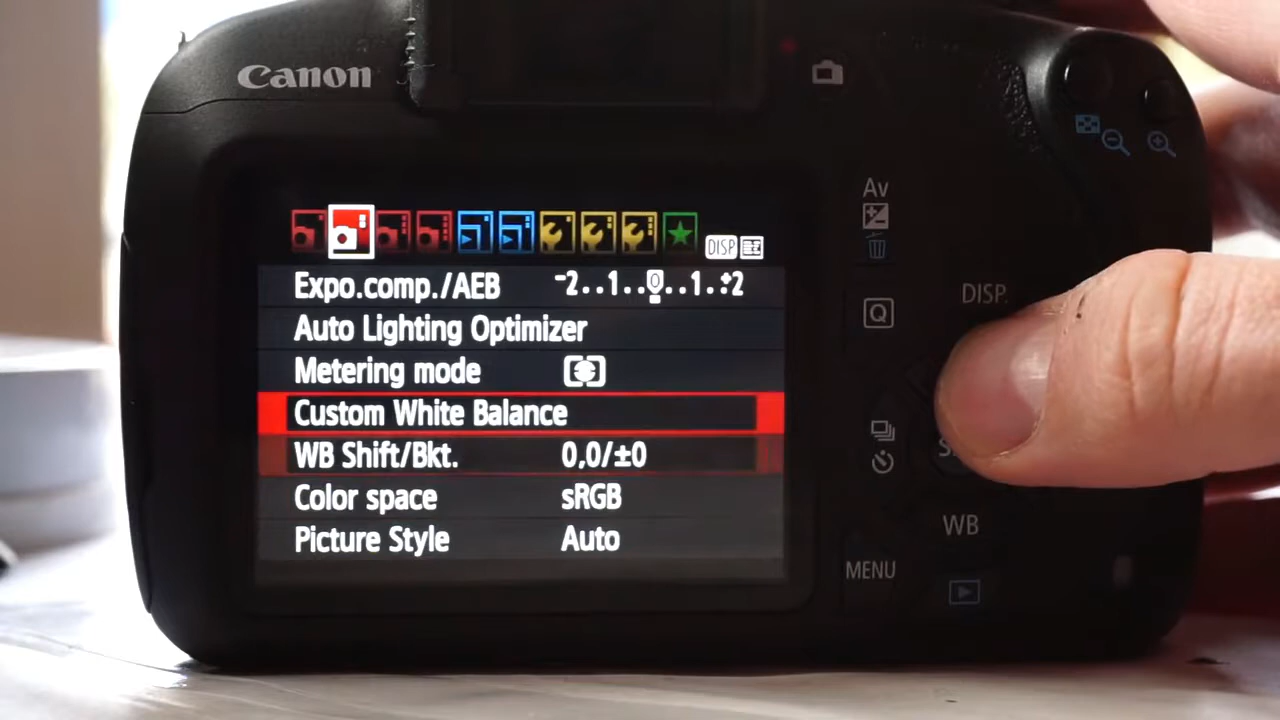 Canon
DISP
Expo.comp./AEB -2..1..0..1.:+2
Auto Lighting Optimizer
Metering mode
Custom White Balance
WB Shift/Bkt. 0,0/±0
Color space sRGB
Picture Style Auto
Av
Q
DISP.
WB
MENU